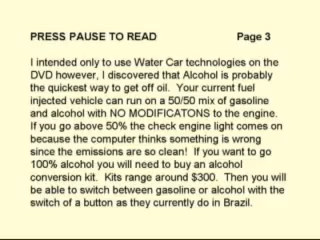 PRESS PAUSE TO READ Page 3
I intended only to use Water Car technologies on the
DVD however, I discovered that Alcohol is probably
the quickest way to get off oil. Your current fuel
injected vehicle can run on a 50/50 mix of gasoline
and alcohol with NO MODIFICATONS to the engine.
If you go above 50% the check engine light comes on
because the computer thinks something is wrong
since the emissions are so clean! If you want to go
100% alcohol you will need to buy an alcohol
conversion kit. Kits range around $300. Then you will
be able to switch between gasoline or alcohol with the
switch of a button as they currently do in Brazil.